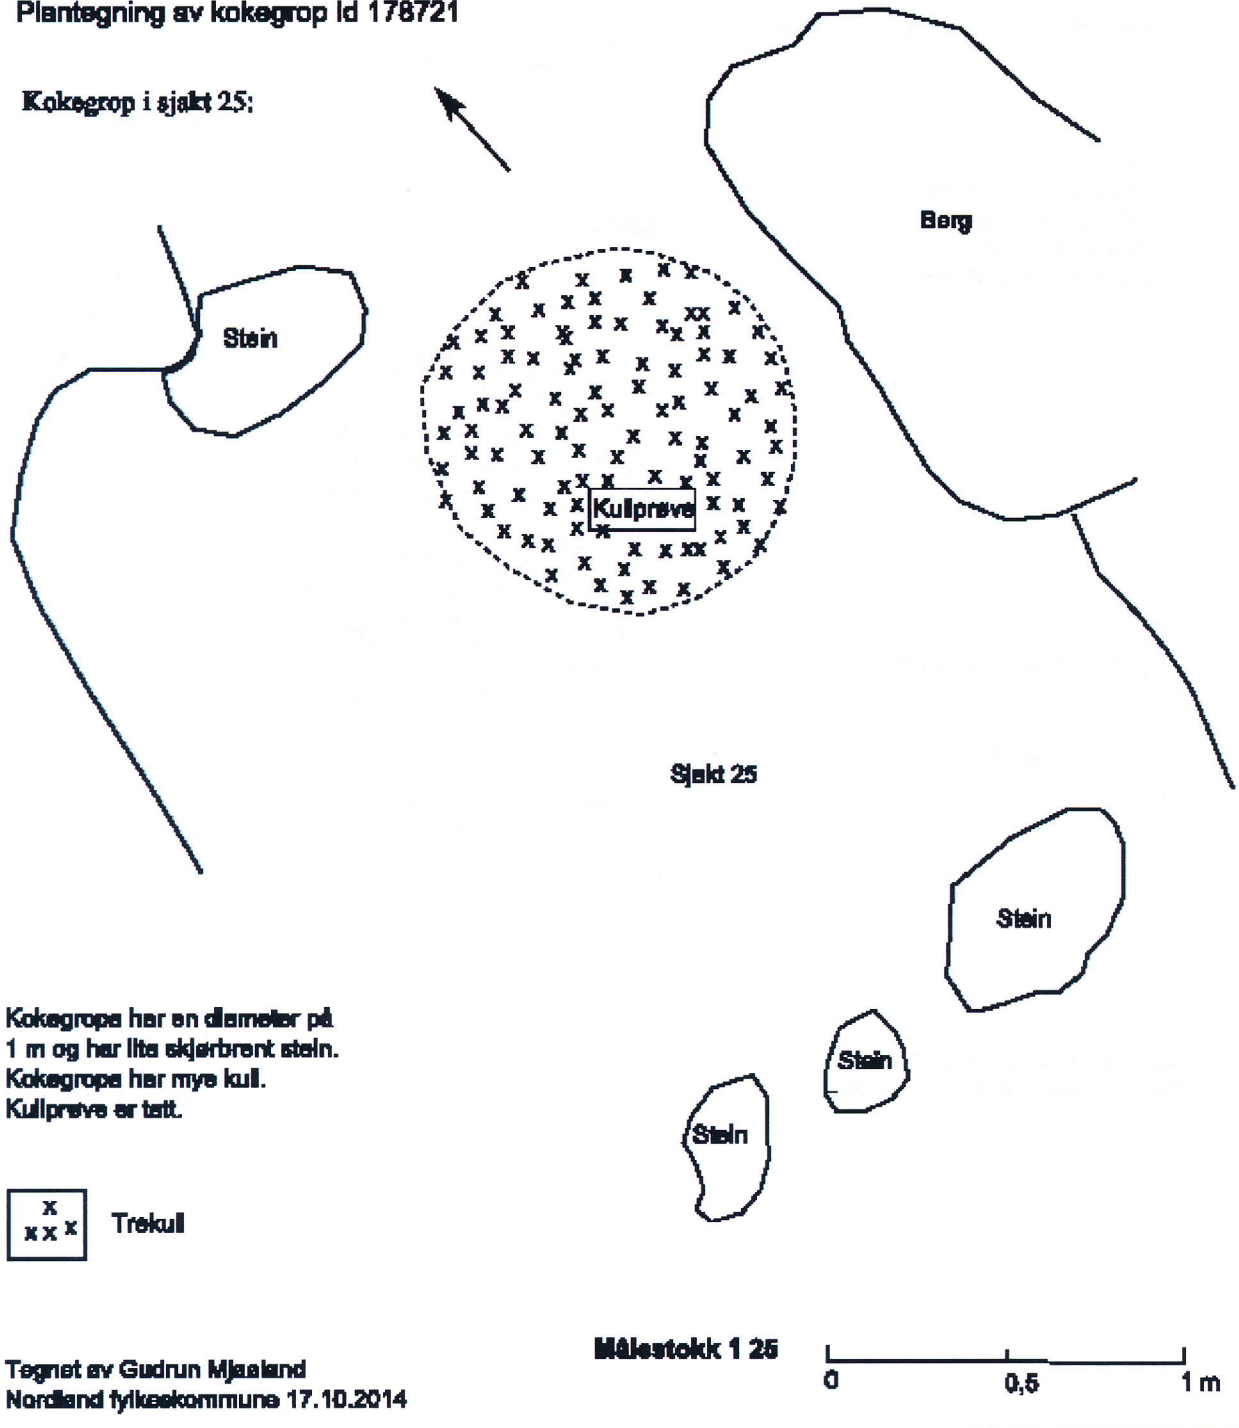 Plantegning av kokegrop Id 178721
Kokegrop i sjakt 25:
Berg
Stein
Kullprøve
Sjakt 25
Stein
Stein
Stein
Kokegropa har en diameter på
1 m og har lite skjørbrent stein.
Kokegropa har mye kull.
Kullprøve er tatt.
x
x x x
Trekull
Målestokk 1 25
0 0,5 1 m
Tegnet av Gudrun Mjæland
Nordland fylkeskommune 17.10.2014